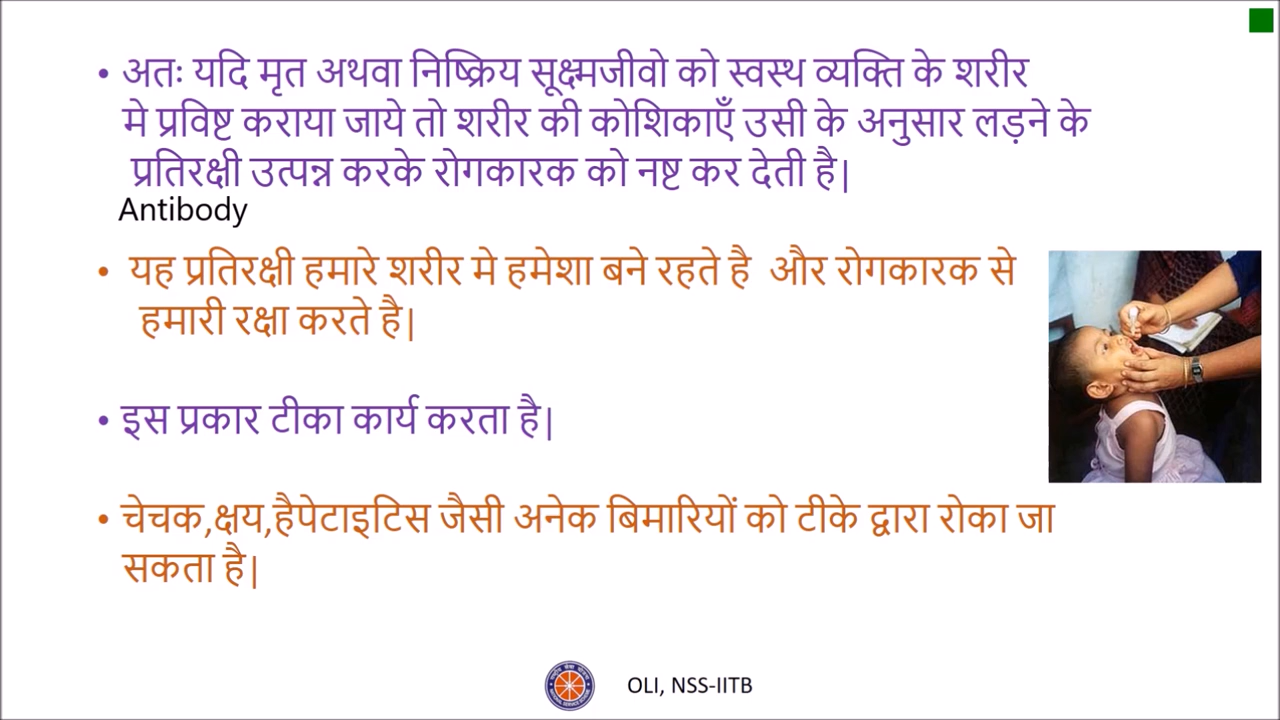 • अतः यदि मृत अथवा निष्क्रिय सूक्ष्मजीवो को स्वस्थ व्यक्ति के शरीर
मे प्रविष्ट कराया जाये तो शरीर की कोशिकाएँ उसी के अनुसार लड़ने के
प्रतिरक्षी उत्पन्न करके रोगकारक को नष्ट कर देती है|
Antibody
• यह प्रतिरक्षी हमारे शरीर मे हमेशा बने रहते है और रोगकारक से
हमारी रक्षा करते है|
• इस प्रकार टीका कार्य करता है|
• चेचक,क्षय,हैपेटाइटिस जैसी अनेक बिमारियों को टीके द्वारा रोका जा
सकता है|
OLI, NSS-IITB